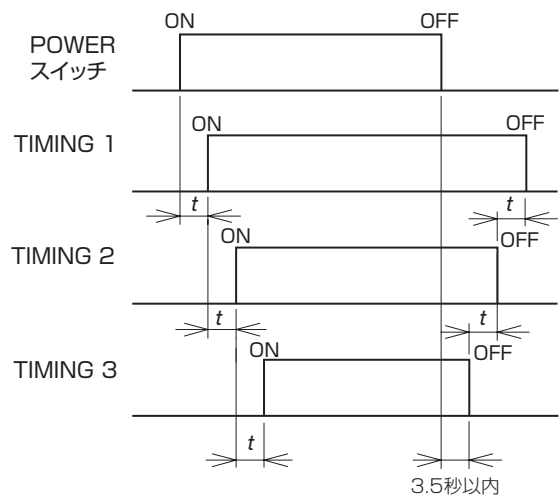 ON
OFF
POWER
スイッチ
ON
OFF
TIMING 1
t
t
ON
OFF
TIMING 2
t
t
ON
OFF
TIMING 3
t
3.5秒以内